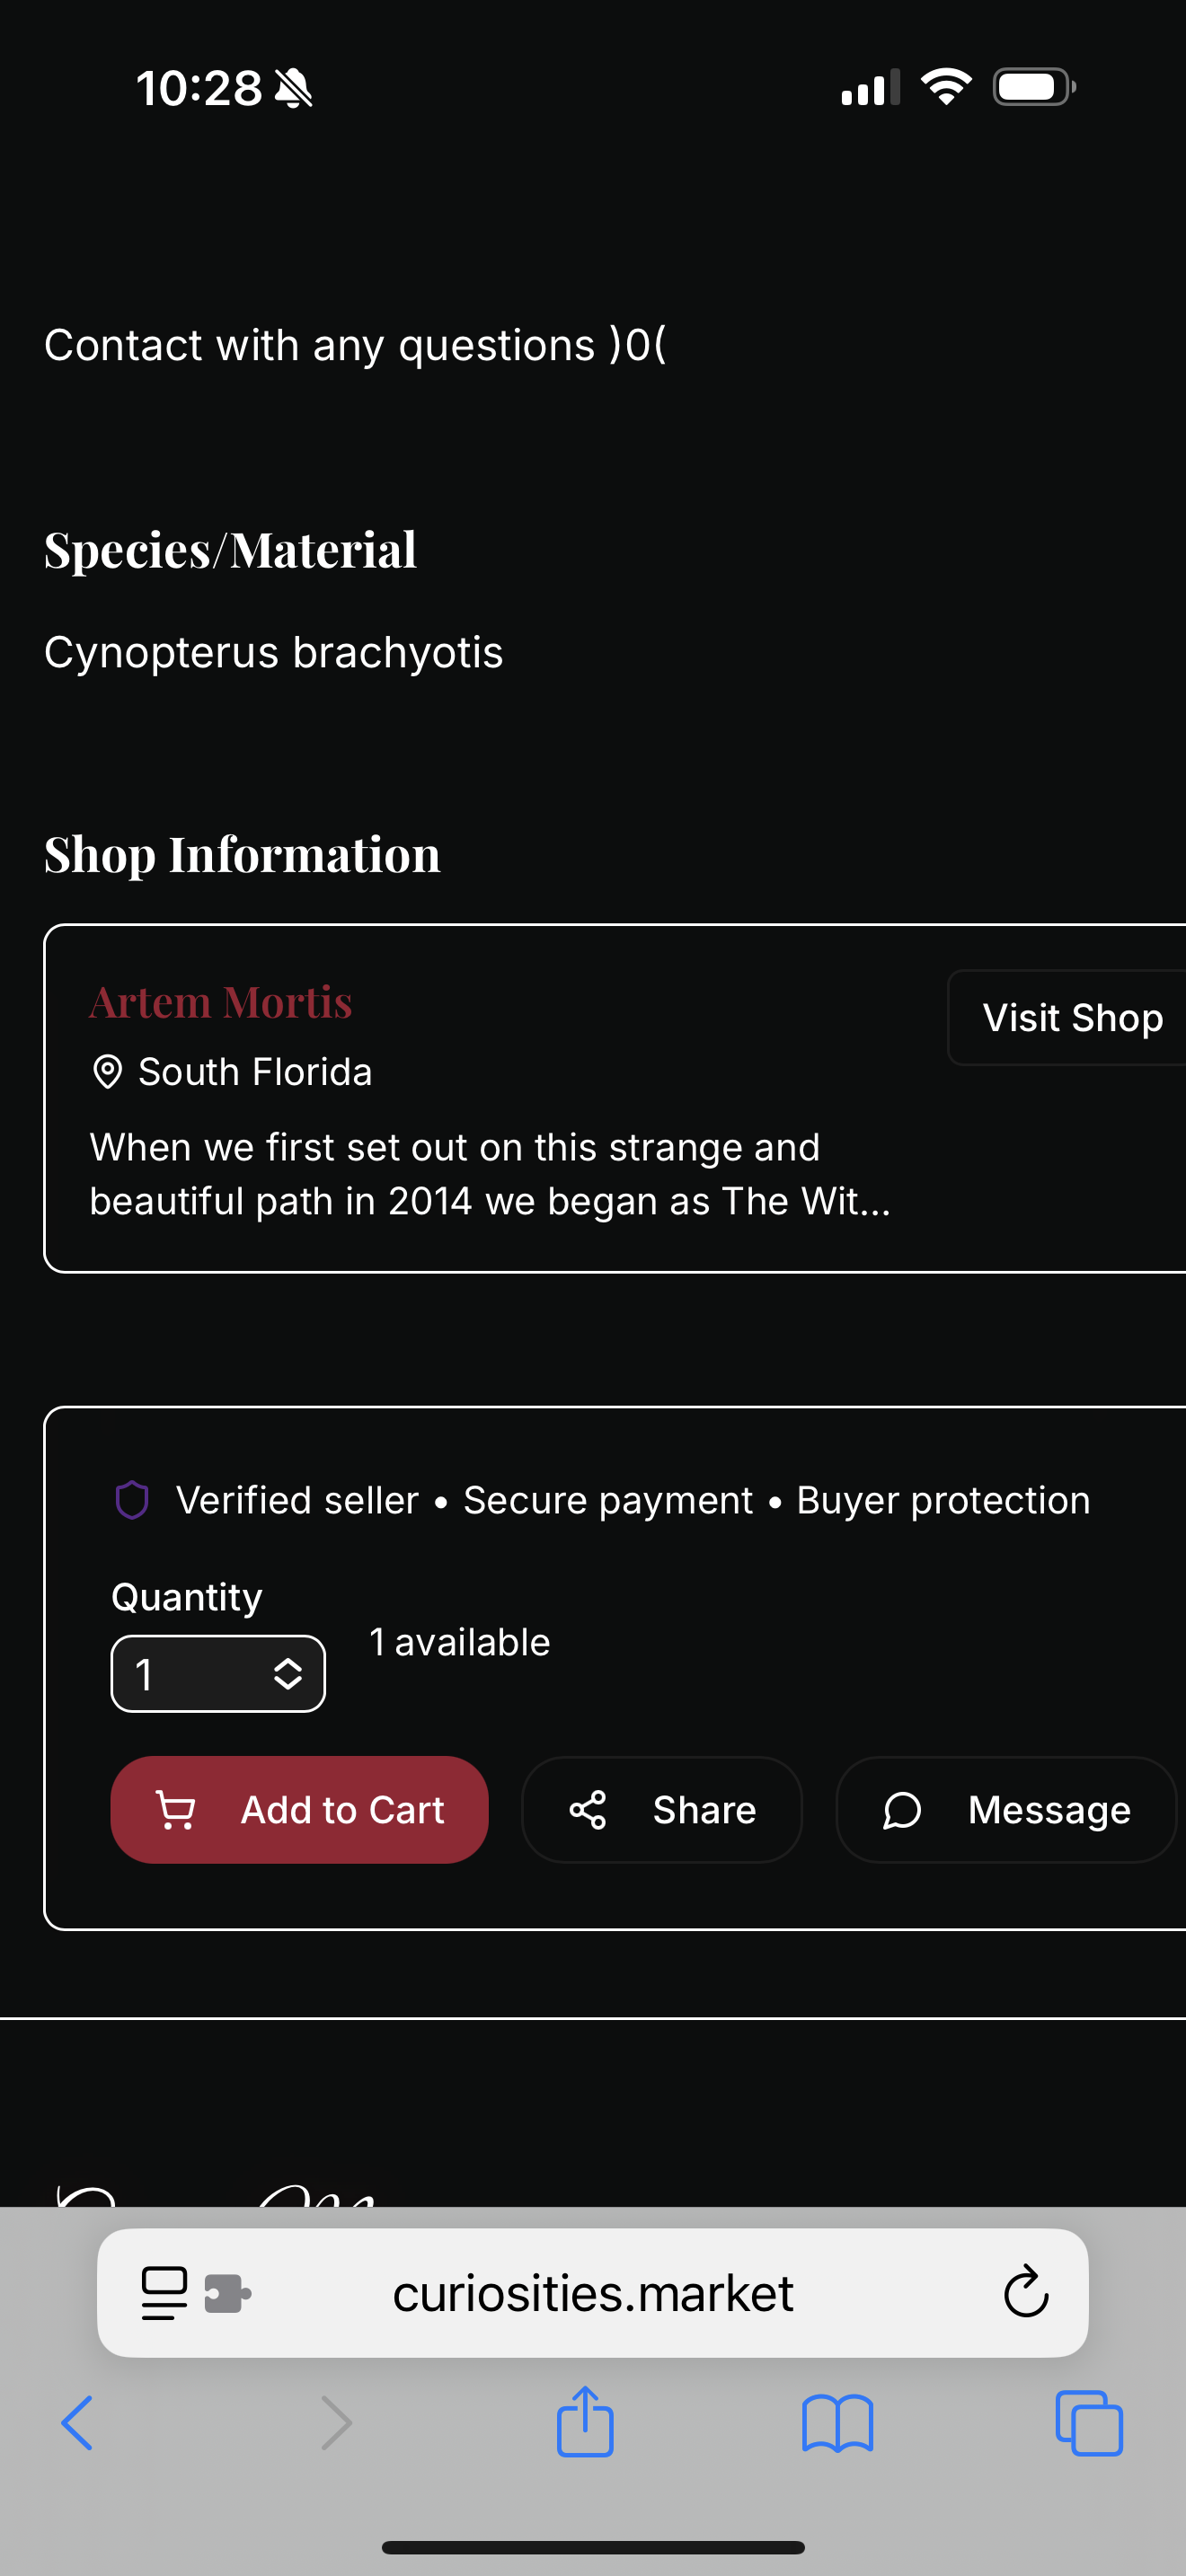 10:28
Contact with any questions )0(
Species/Material
Cynopterus brachyotis
Shop Information
Artem Mortis
Visit Shop
South Florida
When we first set out on this strange and
beautiful path in 2014 we began as The Wit...
Verified seller • Secure payment • Buyer protection
Quantity
1
1 available
Add to Cart
Share
Message
curiosities.market